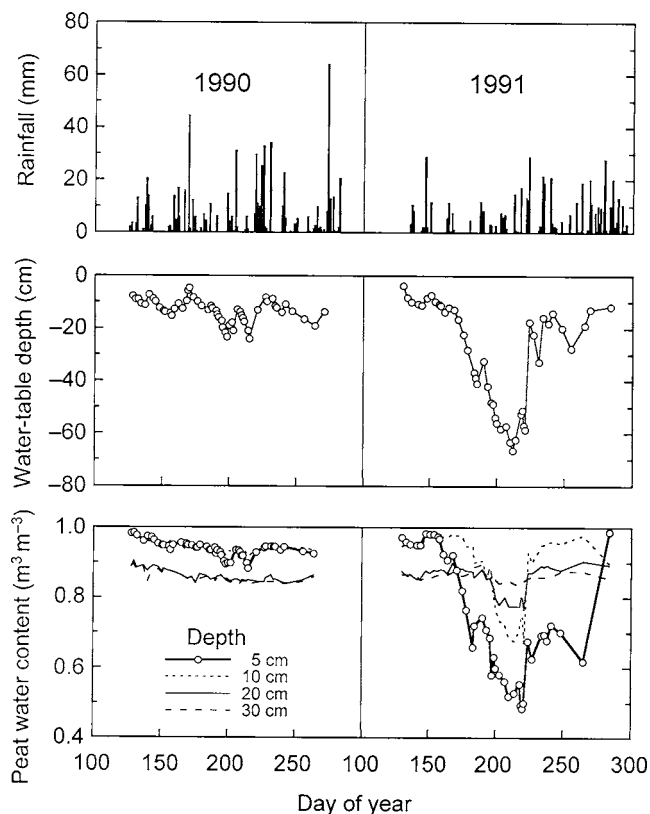 Rainfall (mm)
80
60
40
20
0
1990
1991
Water-table depth (cm)
0
−20
−40
−60
−80
Peat water content (m³ m⁻³)
1.0
0.8
0.6
0.4
Depth
5 cm
10 cm
20 cm
30 cm
100 150 200 250 100 150 200 250 300
Day of year